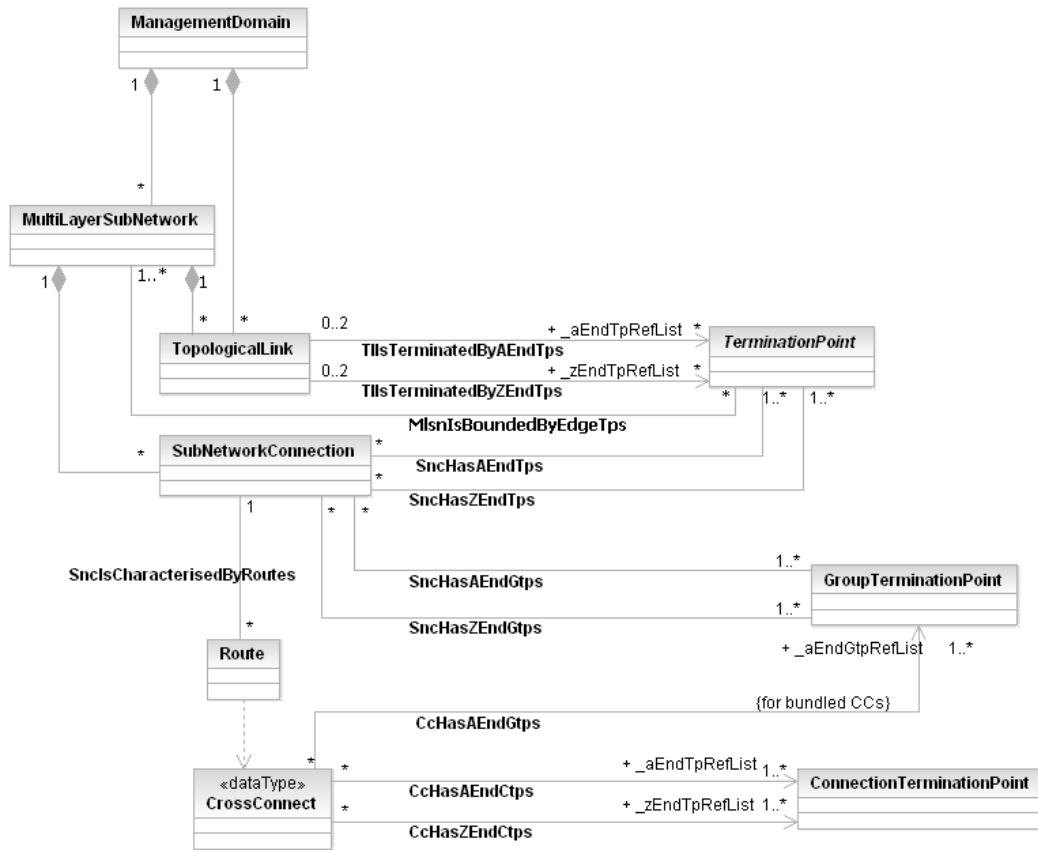 ManagementDomain
1
1
*
MultiLayerSubNetwork
1
1..*
1
*
*
TopologicalLink
0..2
+ _aEndTpRefList
*
TlIsTerminatedByAEndTps
0..2
+ _zEndTpRefList
*
TlIsTerminatedByZEndTps
TerminationPoint
*
1..*
1..*
MlsnIsBoundedByEdgeTps
*
SubNetworkConnection
*
SncHasAEndTps
*
SncHasZEndTps
1
*
*
SncIsCharacterisedByRoutes
SncHasAEndGtps
1..*
GroupTerminationPoint
SncHasZEndGtps
1..*
*
Route
+ _aEndGtpRefList
1..*
{for bundled CCs}
CcHasAEndGtps
*
«dataType»
CrossConnect
*
+ _aEndTpRefList
1..*
CcHasAEndCtps
ConnectionTerminationPoint
*
+ _zEndTpRefList
1..*
CcHasZEndCtps